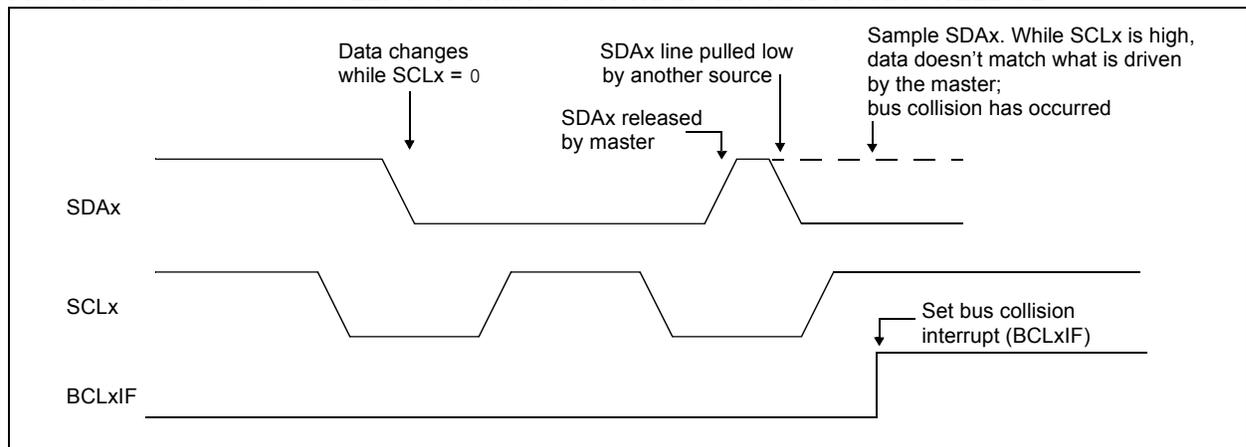 Data changes
while SCLx = 0
SDAx line pulled low
by another source
SDAx released
by master
Sample SDAx. While SCLx is high,
data doesn't match what is driven
by the master;
bus collision has occurred
SDAx
SCLx
Set bus collision
interrupt (BCLxIF)
BCLxIF